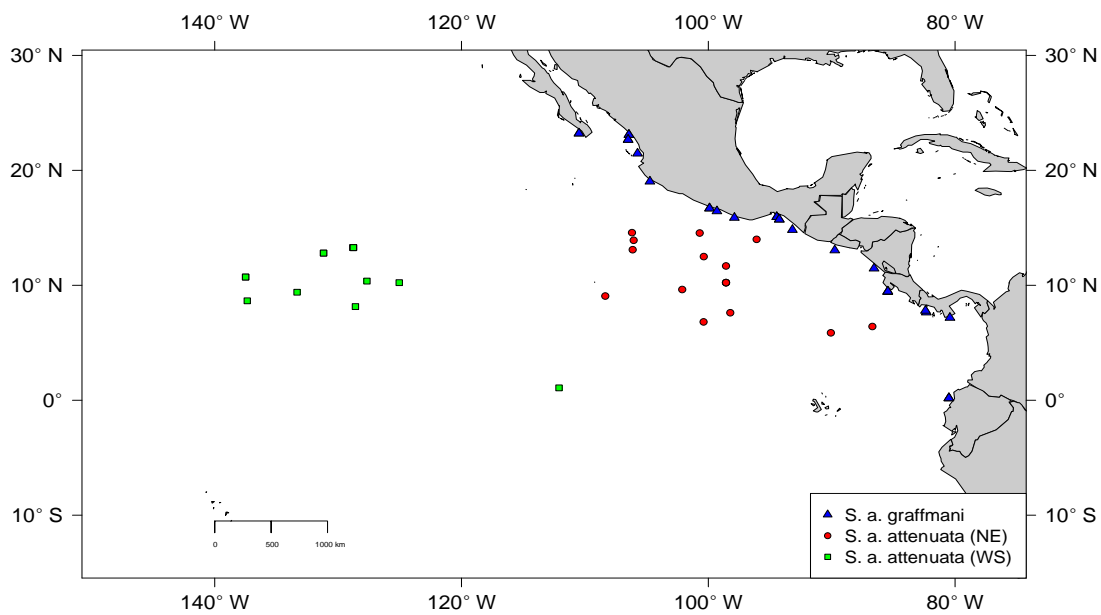 140° W 120° W 100° W 80° W
30° N 30° N
20° N 20° N
10° N 10° N
0° 0°
10° S 10° S
0 500 1000 km
S. a. graffmani
S. a. attenuata (NE)
S. a. attenuata (WS)
140° W 120° W 100° W 80° W